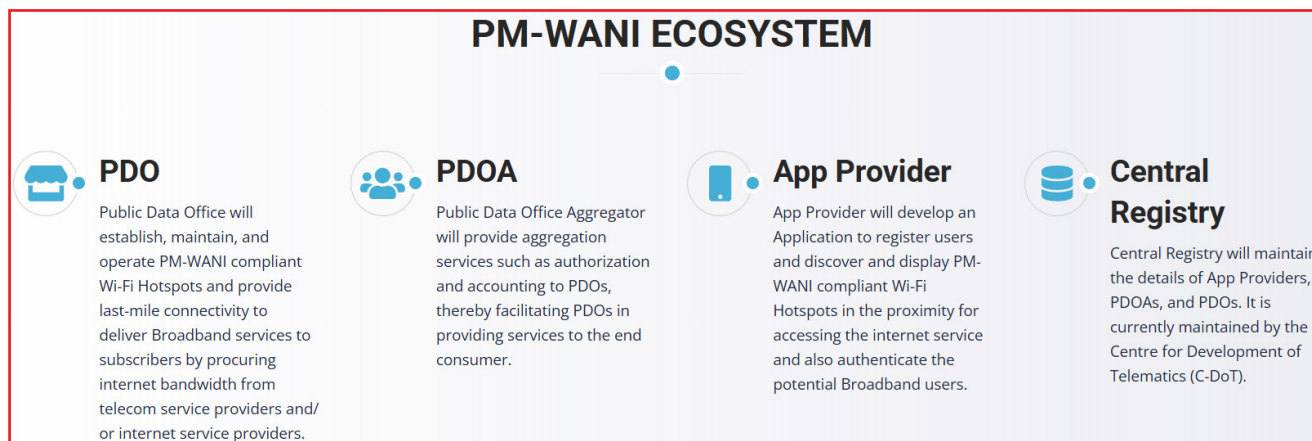 PM-WANI ECOSYSTEM
PDO
Public Data Office will
establish, maintain, and
operate PM-WANI compliant
Wi-Fi Hotspots and provide
last-mile connectivity to
deliver Broadband services to
subscribers by procuring
internet bandwidth from
telecom service providers and/
or internet service providers.
PDOA
Public Data Office Aggregator
will provide aggregation
services such as authorization
and accounting to PDOs,
thereby facilitating PDOs in
providing services to the end
consumer.
App Provider
App Provider will develop an
Application to register users
and discover and display PM-
WANI compliant Wi-Fi
Hotspots in the proximity for
accessing the internet service
and also authenticate the
potential Broadband users.
Central
Registry
Central Registry will maintain
the details of App Providers,
PDOAs, and PDOs. It is
currently maintained by the
Centre for Development of
Telematics (C-DoT).